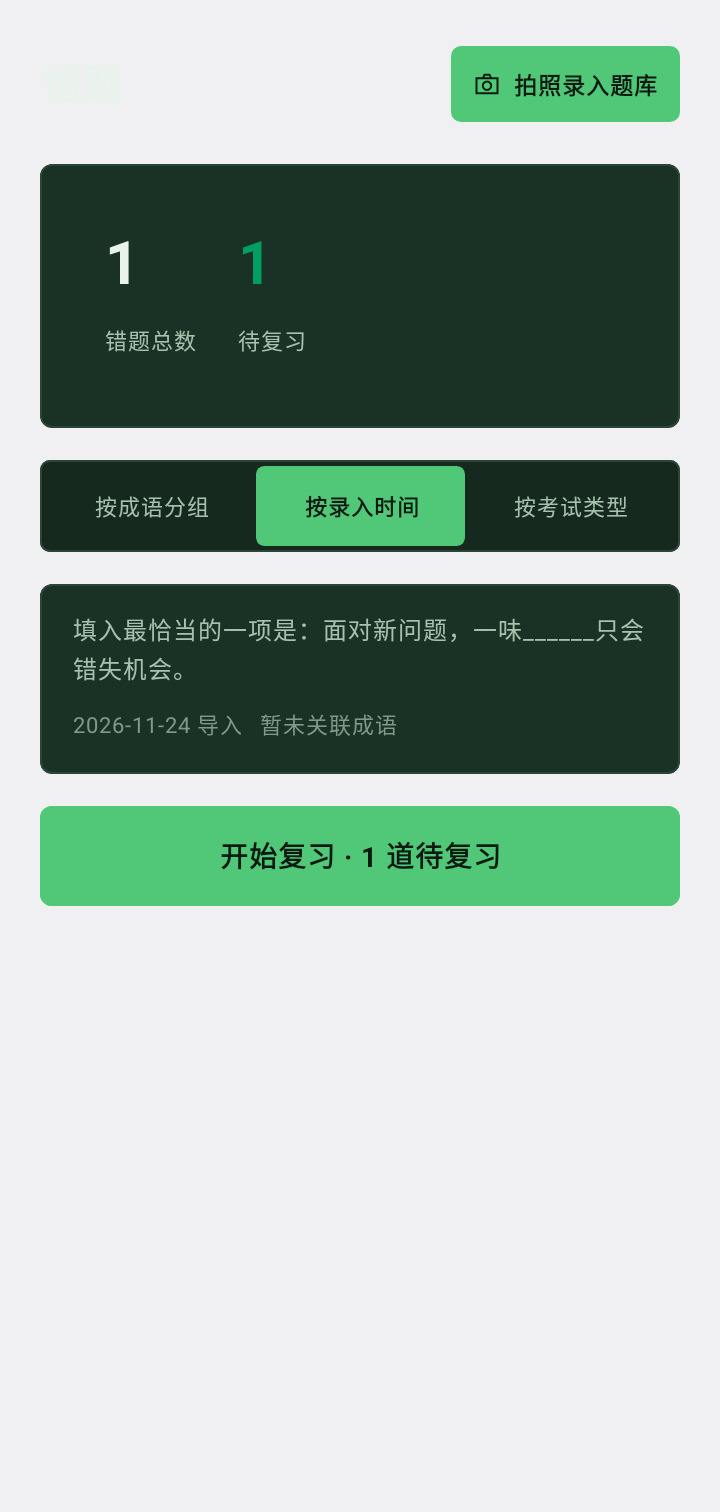 拍照录入题库
1 1
错题总数 待复习
按成语分组 按录入时间 按考试类型
填入最恰当的一项是：面对新问题，一味______只会
错失机会。
2026-11-24 导入 暂未关联成语
开始复习 · 1 道待复习